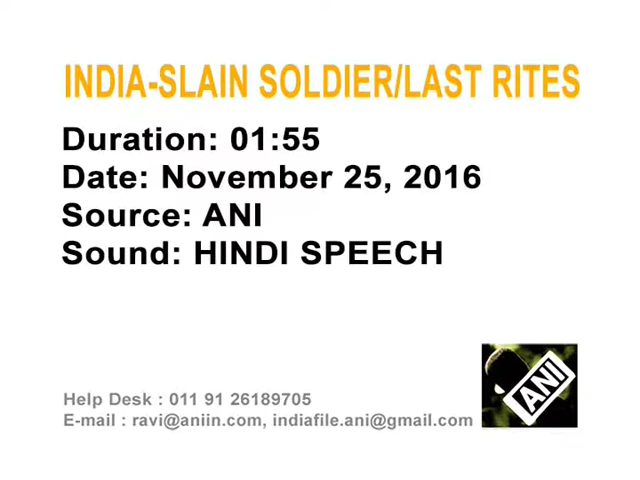 INDIA-SLAIN SOLDIER/LAST RITES
Duration: 01:55
Date: November 25, 2016
Source: ANI
Sound: HINDI SPEECH
ANI
Help Desk : 011 91 26189705
E-mail : ravi@aniin.com, indiafile.ani@gmail.com